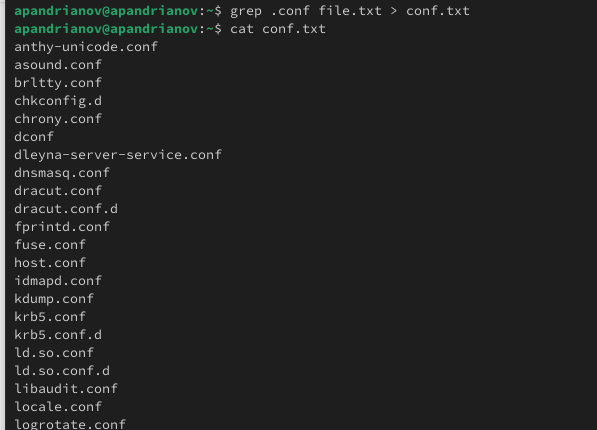 apandrianov@apandrianov:~$ grep .conf file.txt > conf.txt
apandrianov@apandrianov:~$ cat conf.txt
anthy-unicode.conf
asound.conf
brltty.conf
chkconfig.d
chrony.conf
dconf
dleyna-server-service.conf
dnsmasq.conf
dracut.conf
dracut.conf.d
fprintd.conf
fuse.conf
host.conf
idmapd.conf
kdump.conf
krb5.conf
krb5.conf.d
ld.so.conf
ld.so.conf.d
libaudit.conf
locale.conf
logrotate.conf